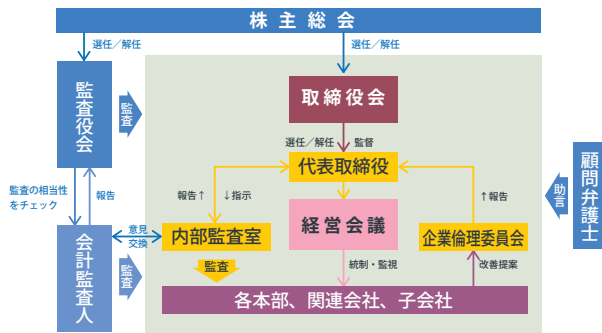 株主総会
選任／解任
選任／解任
監査役会
監査
取締役会
選任／解任
監督
代表取締役
顧問弁護士
助言
監査の相当性
をチェック
報告
報告↑
↓指示
↑報告
会計監査人
意見
交換
内部監査室
経営会議
企業倫理委員会
監査
監査
統制・監視
改善提案
各本部、関連会社、子会社